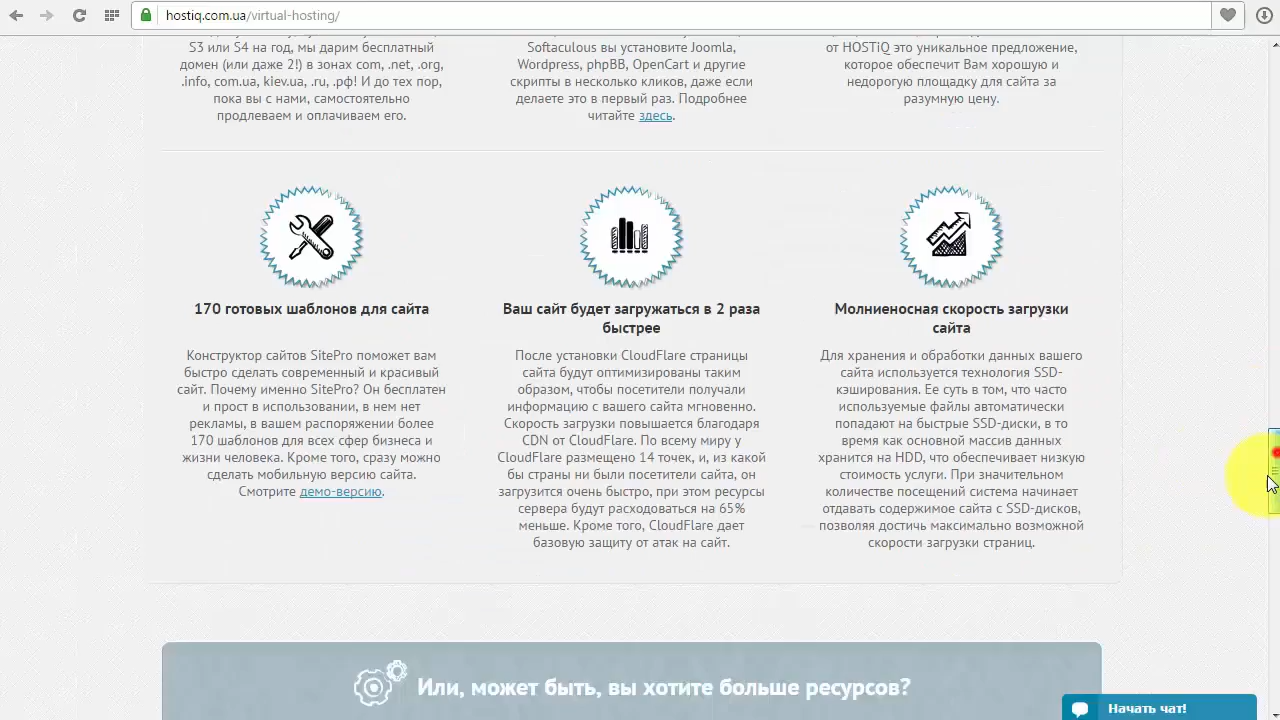 hostiq.com.ua/virtual-hosting/
S3 или S4 на год, мы дарим бесплатный
домен (или даже 2!) в зонах com, .net, .org,
.info, com.ua, kiev.ua, .ru, .рф! И до тех пор,
пока вы с нами, самостоятельно
продлеваем и оплачиваем его.
Softaculous вы установите Joomla,
Wordpress, phpBB, OpenCart и другие
скрипты в несколько кликов, даже если
делаете это в первый раз. Подробнее
читайте здесь.
от HOSTiQ это уникальное предложение,
которое обеспечит Вам хорошую и
недорогую площадку для сайта за
разумную цену.
170 готовых шаблонов для сайта
Конструктор сайтов SitePro поможет вам
быстро сделать современный и красивый
сайт. Почему именно SitePro? Он бесплатен
и прост в использовании, в нем нет
рекламы, в вашем распоряжении более
170 шаблонов для всех сфер бизнеса и
жизни человека. Кроме того, сразу можно
сделать мобильную версию сайта.
Смотрите демо-версию.
Ваш сайт будет загружаться в 2 раза
быстрее
После установки CloudFlare страницы
сайта будут оптимизированы таким
образом, чтобы посетители получали
информацию с вашего сайта мгновенно.
Скорость загрузки повышается благодаря
CDN от CloudFlare. По всему миру у
CloudFlare размещено 14 точек, и, из какой
бы страны ни были посетители сайта, он
загрузится очень быстро, при этом ресурсы
сервера будут расходоваться на 65%
меньше. Кроме того, CloudFlare дает
базовую защиту от атак на сайт.
Молниеносная скорость загрузки
сайта
Для хранения и обработки данных вашего
сайта используется технология SSD-
кэширования. Ее суть в том, что часто
используемые файлы автоматически
попадают на быстрые SSD-диски, в то
время как основной массив данных
хранится на HDD, что обеспечивает низкую
стоимость услуги. При значительном
количестве посещений система начинает
отдавать содержимое сайта с SSD-дисков,
позволяя достичь максимально возможной
скорости загрузки страниц.
Или, может быть, вы хотите больше ресурсов?
Начать чат!